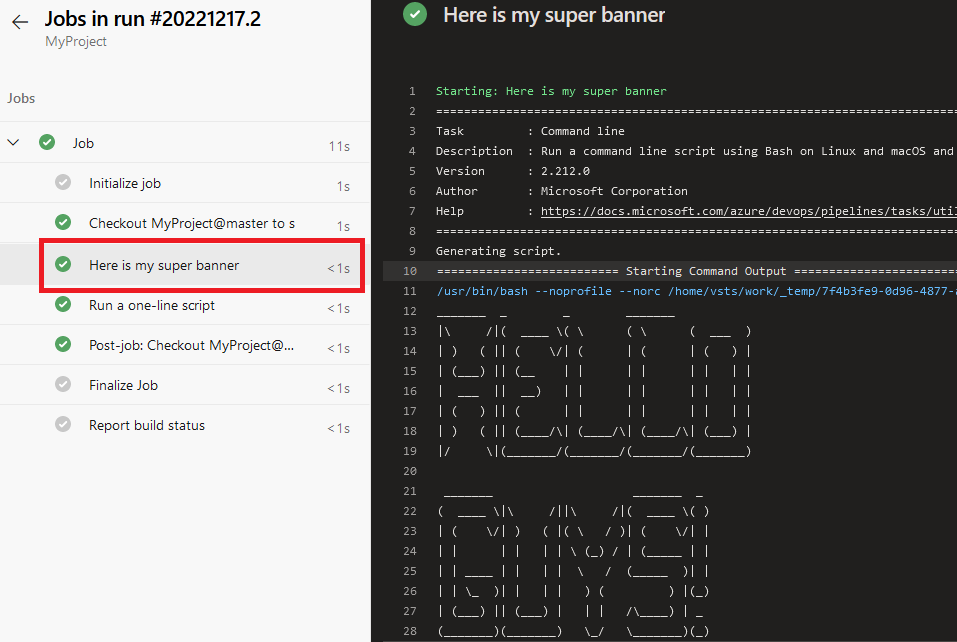 Jobs in run #20221217.2
MyProject
Jobs
Job 11s
Initialize job 1s
Checkout MyProject@master to s 1s
Here is my super banner <1s
Run a one-line script <1s
Post-job: Checkout MyProject@... <1s
Finalize Job <1s
Report build status <1s
Here is my super banner
1 Starting: Here is my super banner
2 ==============================================================================
3 Task         : Command line
4 Description  : Run a command line script using Bash on Linux and macOS and
5 Version      : 2.212.0
6 Author       : Microsoft Corporation
7 Help         : https://docs.microsoft.com/azure/devops/pipelines/tasks/util
8 ==============================================================================
9 Generating script.
10 ========================== Starting Command Output ===========================
11 /usr/bin/bash --noprofile --norc /home/vsts/work/_temp/7f4b3fe9-0d96-4877-a
12 _______  _        _        _______
13 |\     /|(  ____ \( \      ( \      (  ___  )
14 | )   ( || (    \/| (      | (      | (   ) |
15 | (___) || (__    | |      | |      | |   | |
16 |  ___  ||  __)   | |      | |      | |   | |
17 | (   ) || (      | |      | |      | |   | |
18 | )   ( || (____/\| (____/\| (____/\| (___) |
19 |/     \|(_______/(_______/(_______/(_______)
20
21  _______                    _______  _
22 (  ____ \|\     /||\     /|(  ____ \( )
23 | (    \/| )   ( |( \   / )| (    \/| |
24 | |      | |   | | \ (_) / | (_____ | |
25 | | ____ | |   | |  \   /  (_____  )| |
26 | | \_  )| |   | |   ) (         ) |(_)
27 | (___) || (___) |   | |   /\____) | _
28 (_______)(_______)   \_/   \_______)(_)